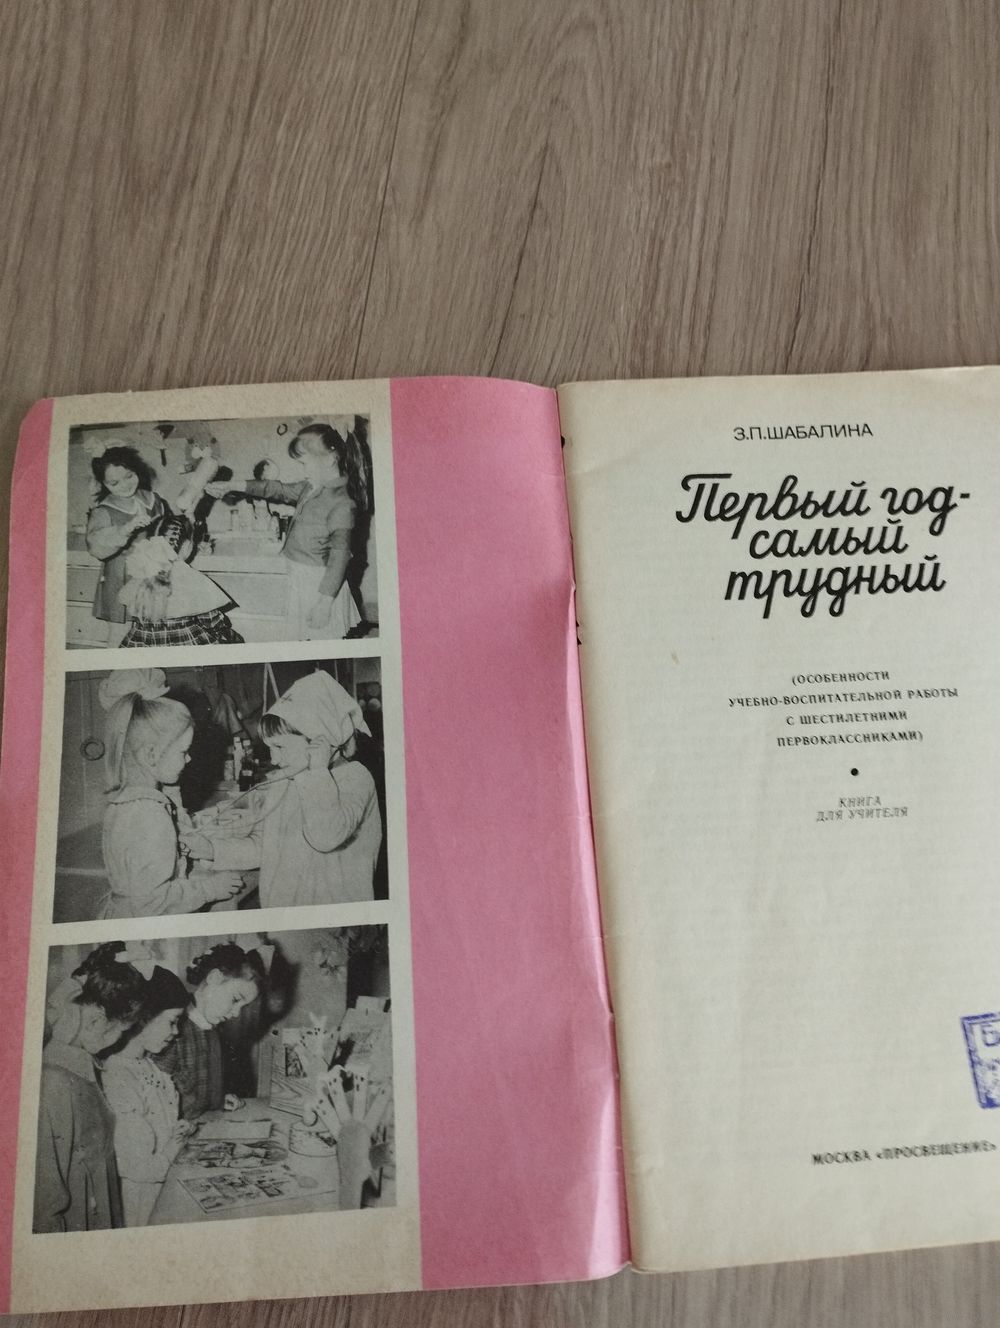 З.П.ШАБАЛИНА
Первый год-
самый
трудный
(ОСОБЕННОСТИ
УЧЕБНО-ВОСПИТАТЕЛЬНОЙ РАБОТЫ
С ШЕСТИЛЕТНИМИ
ПЕРВОКЛАССНИКАМИ)
КНИГА
ДЛЯ УЧИТЕЛЯ
МОСКВА «ПРОСВЕЩЕНИЕ»